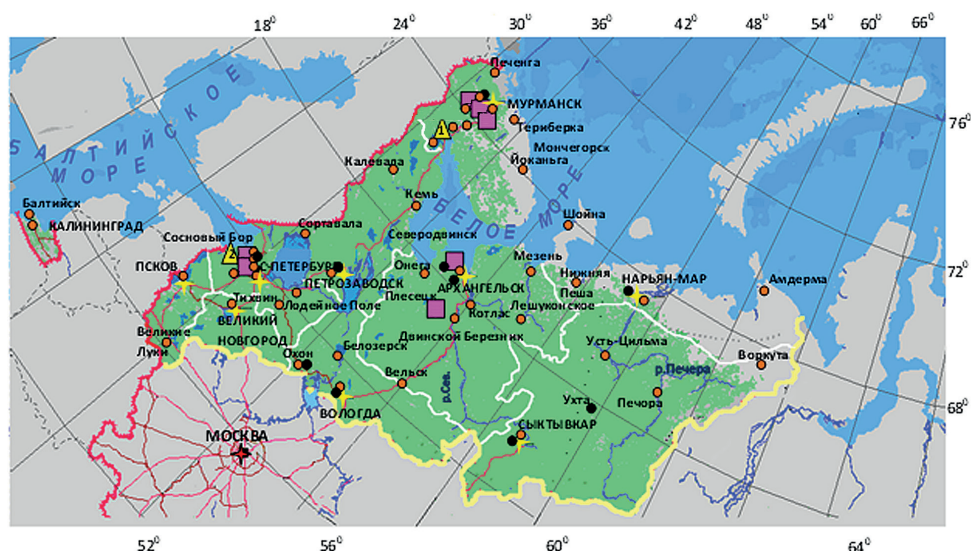 18⁰
24⁰
30⁰
36⁰
42⁰
48⁰
54⁰
60⁰
66⁰
Печенга
МУРМАНСК
76⁰
Териберка
БАЛТИЙСКОЕ
МОРЕ
1
Мончегорск
Йоканьга
Калевала
Кемь
БЕЛОЕ МОРЕ
Балтийск
КАЛИНИНГРАД
Шойна
Сортавала
Сосновый Бор
Северодвинск
2
Мезень
ПСКОВ
С-ПЕТЕРБУРГ
Онега
72⁰
Нижняя
Пеша
НАРЬЯН-МАР
Амдерма
ПЕТРОЗАВОДСК
АРХАНГЕЛЬСК
Плесецк
Тихвин
Лодейное Поле
Лешуконское
Котлас
ВЕЛИКИЙ
НОВГОРОД
Великие
Луки
Двинской Березник
Усть-Цильма
Белозерск
Охон
Воркута
Вельск
р.Сев.
р.Печера
Печора
Ухта
68⁰
ВОЛОГДА
СЫКТЫВКАР
МОСКВА
52⁰
56⁰
60⁰
64⁰